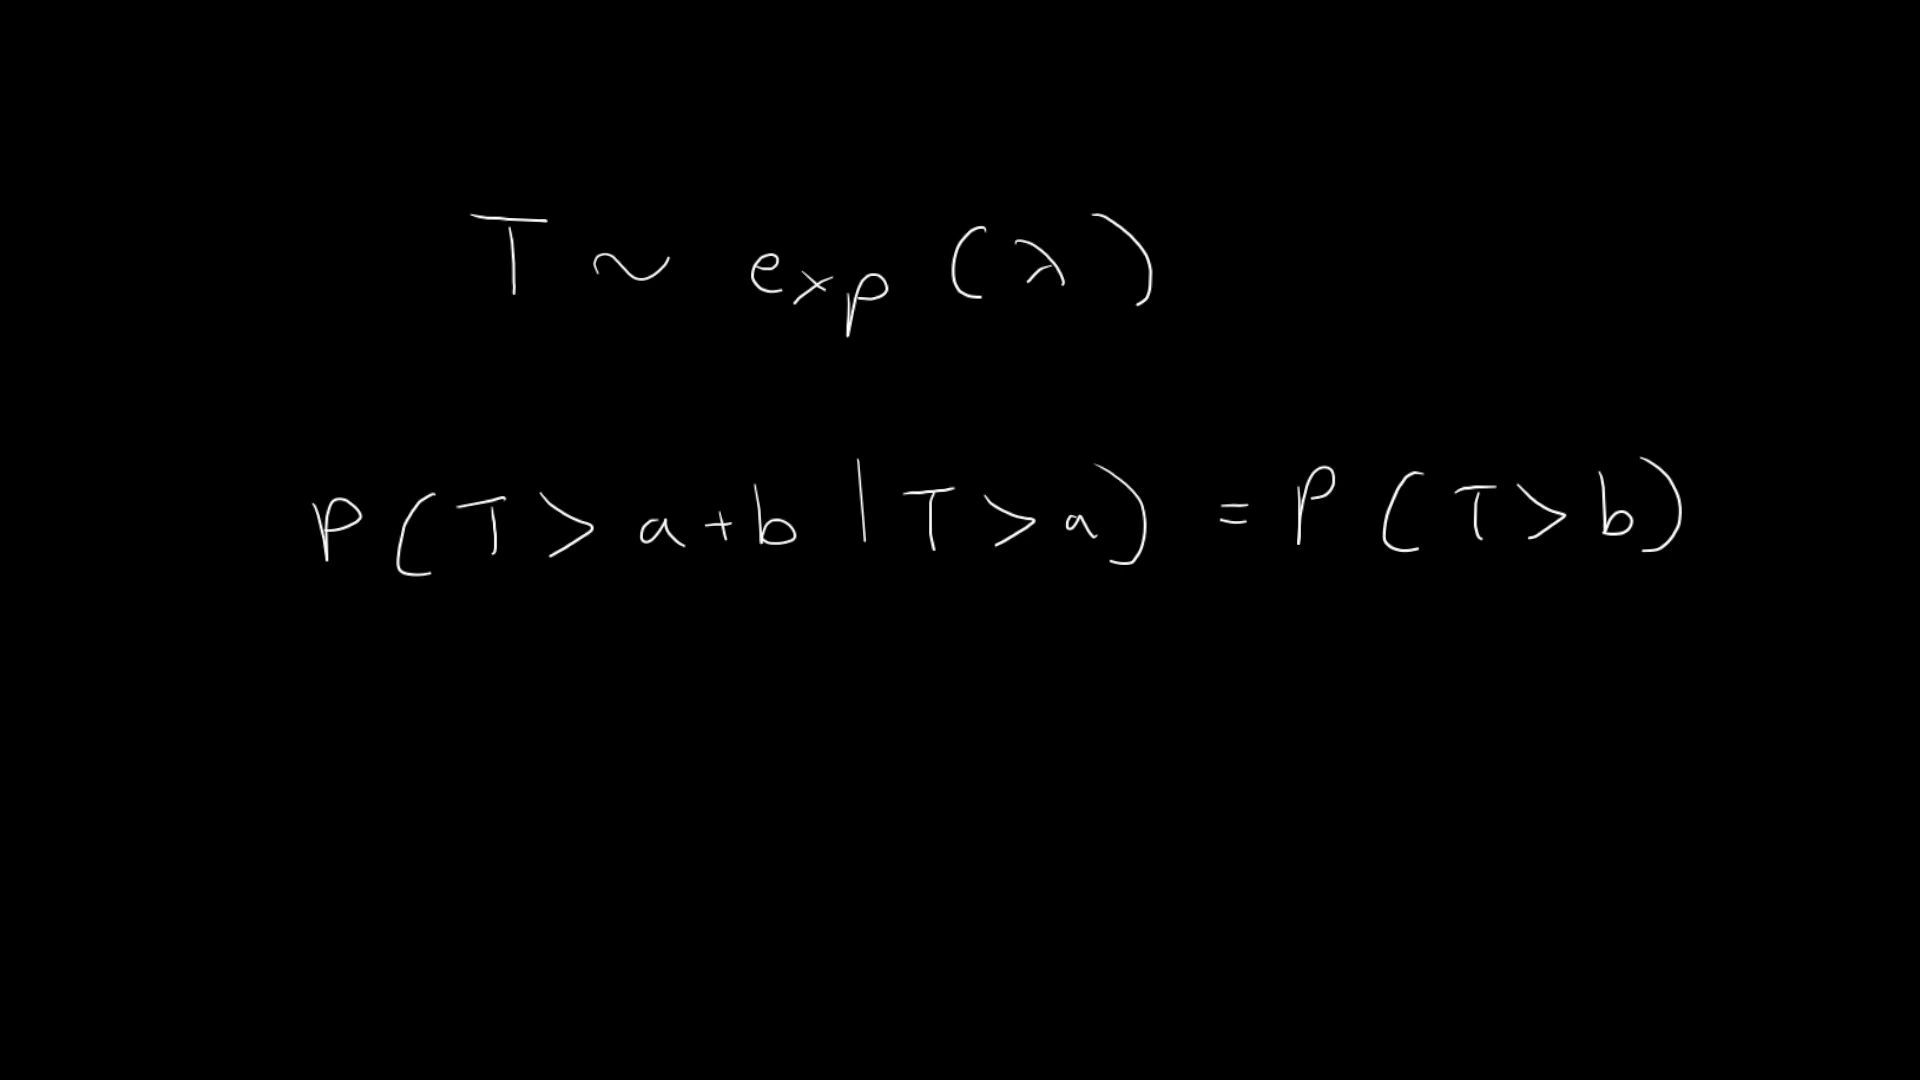 T ~ exp (λ)
P(T > a+b | T > a) = P(T > b)